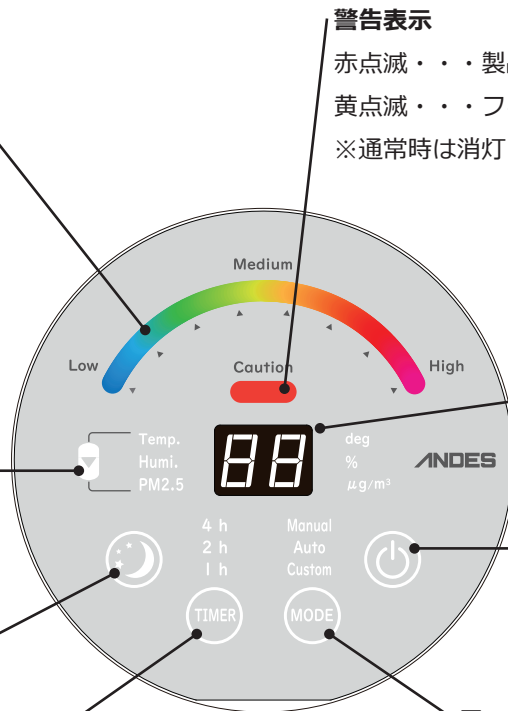 警告表示
赤点滅・・・製
黄点滅・・・フ
※通常時は消灯
Medium
Low
Caution
High
Temp.
Humi.
PM2.5
88
deg
%
μg/m³
ANDES
4 h
2 h
1 h
Manual
Auto
Custom
TIMER
MODE